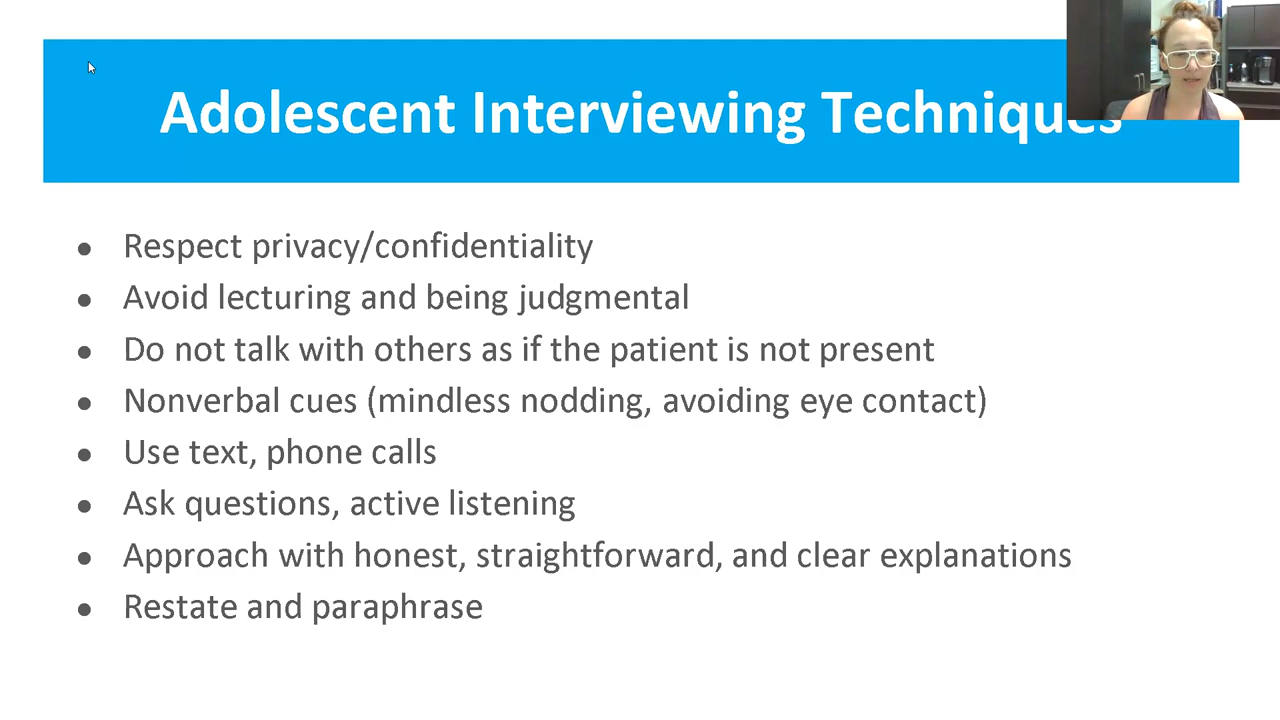 Adolescent Interviewing Techniques
● Respect privacy/confidentiality
● Avoid lecturing and being judgmental
● Do not talk with others as if the patient is not present
● Nonverbal cues (mindless nodding, avoiding eye contact)
● Use text, phone calls
● Ask questions, active listening
● Approach with honest, straightforward, and clear explanations
● Restate and paraphrase